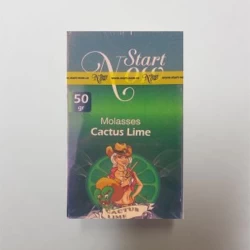 Start
Now
50
gr
Molasses
Cactus Lime
CACTUS
LIME